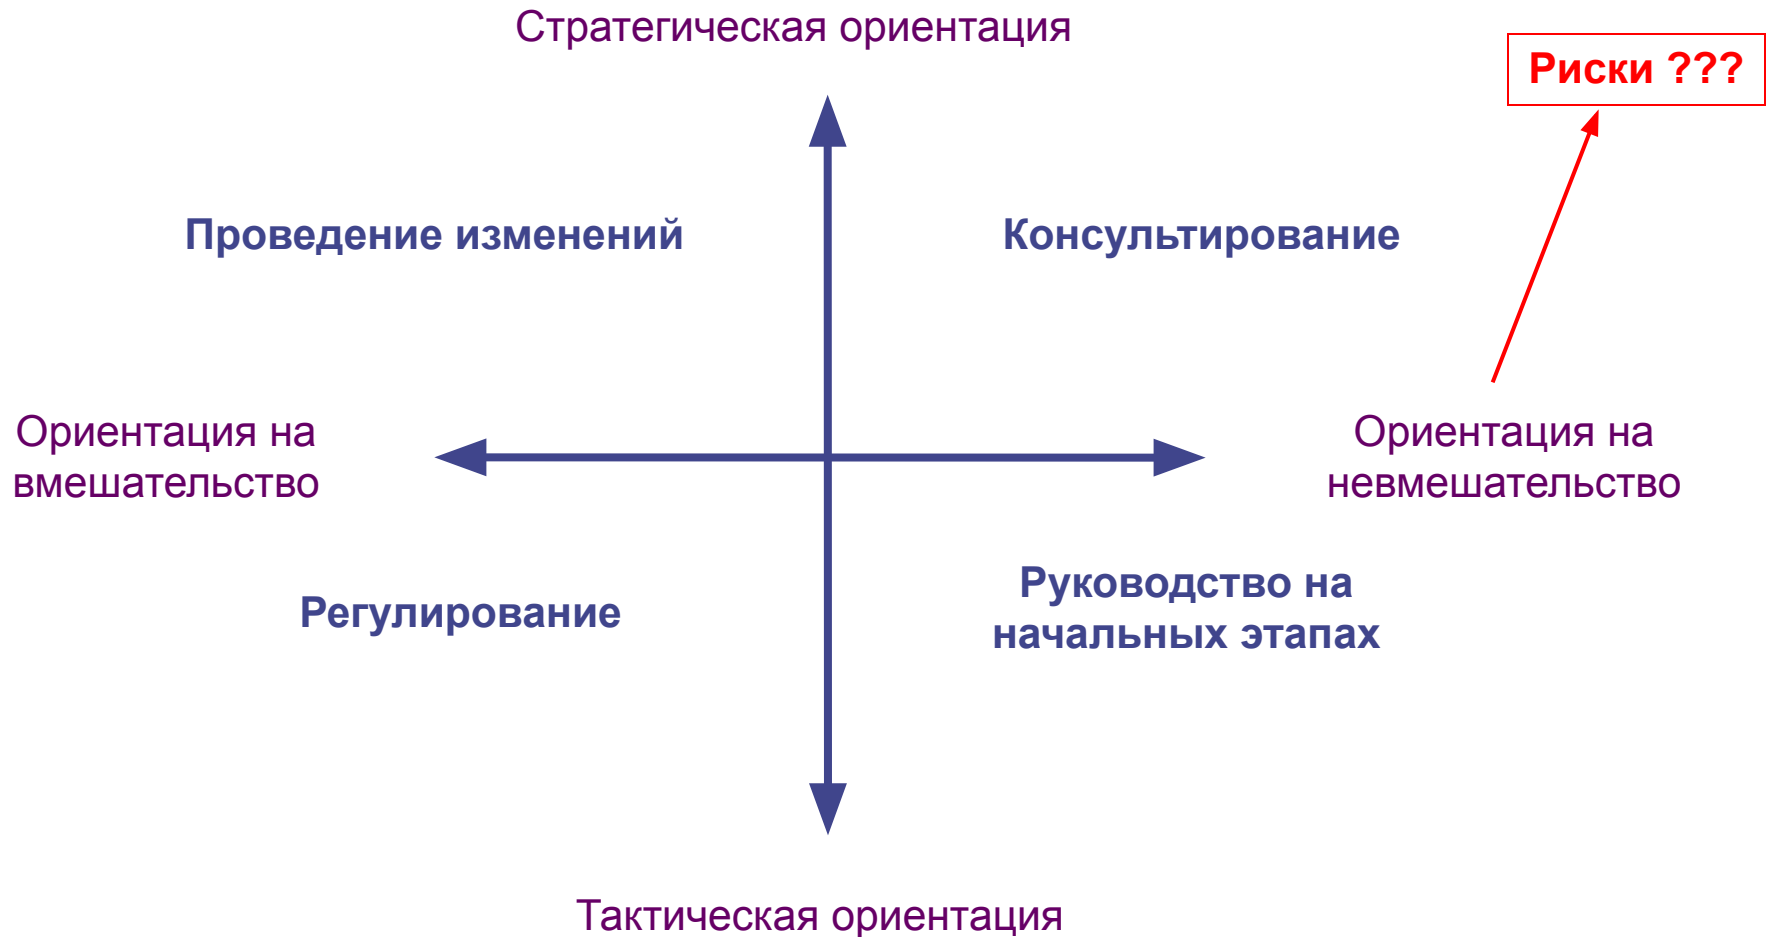 Стратегическая ориентация
Риски ???
Проведение изменений
Консультирование
Ориентация на
вмешательство
Ориентация на
невмешательство
Регулирование
Руководство на
начальных этапах
Тактическая ориентация